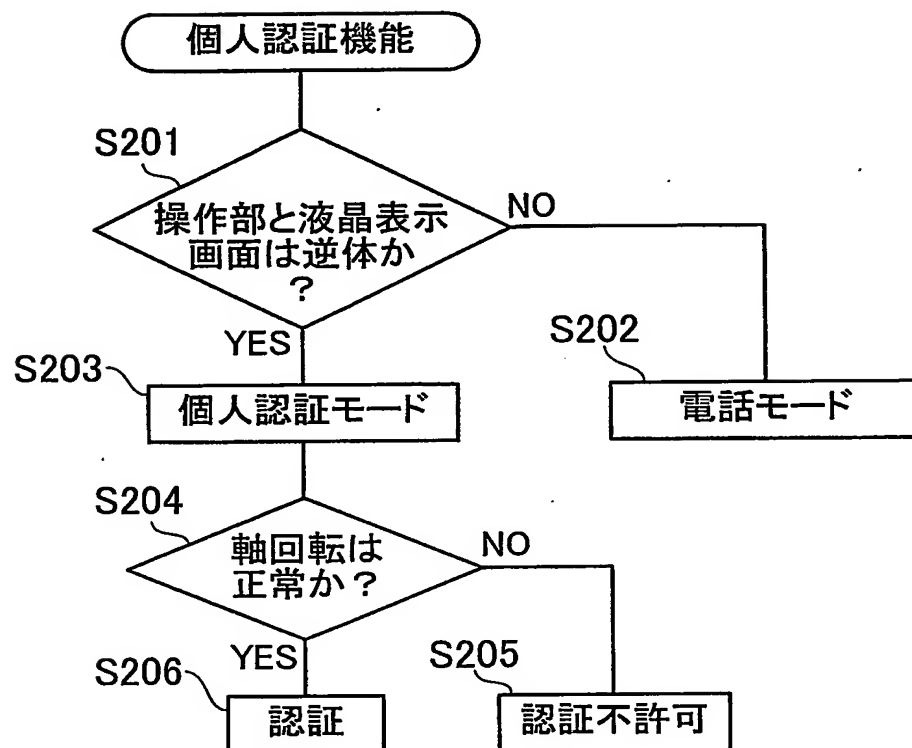 個人認証機能
S201
操作部と液晶表示
画面は逆体か
?
NO
YES
S202
電話モード
S203
個人認証モード
S204
軸回転は
正常か?
NO
YES
S205
認証不許可
S206
認証